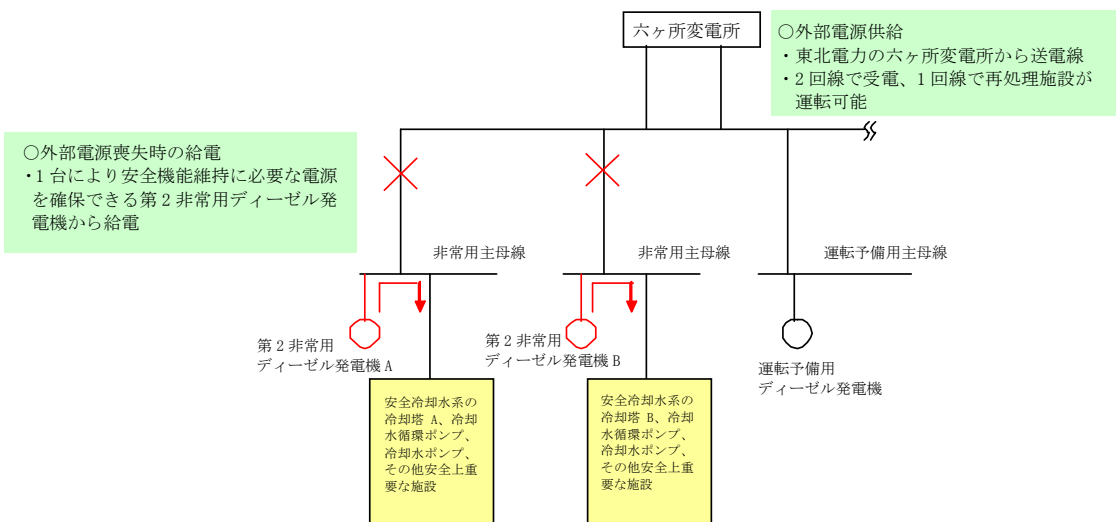 六ヶ所変電所
○外部電源供給
・東北電力の六ヶ所変電所から送電線
・2回線で受電、1回線で再処理施設が
運転可能
○外部電源喪失時の給電
・1台により安全機能維持に必要な電源
を確保できる第2非常用ディーゼル発
電機から給電
非常用主母線
非常用主母線
運転予備用主母線
第2非常用
ディーゼル発電機A
第2非常用
ディーゼル発電機B
運転予備用
ディーゼル発電機
安全冷却水系の
冷却塔 A、冷却
水循環ポンプ、
冷却水ポンプ、
その他安全上重
要な施設
安全冷却水系の
冷却塔 B、冷却
水循環ポンプ、
冷却水ポンプ、
その他安全上重
要な施設